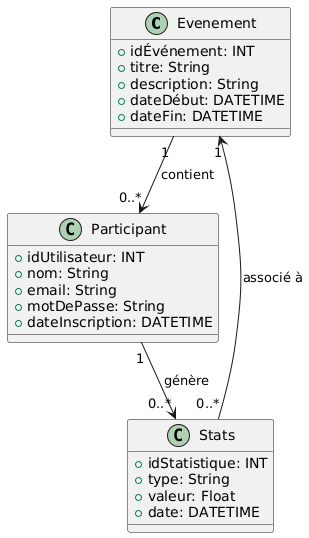 C Evenement
idÉvénement: INT
titre: String
description: String
dateDébut: DATETIME
dateFin: DATETIME
1
1
contient
0..*
C Participant
idUtilisateur: INT
nom: String
email: String
motDePasse: String
dateInscription: DATETIME
associé à
1
génère
0..*
0..*
C Stats
idStatistique: INT
type: String
valeur: Float
date: DATETIME